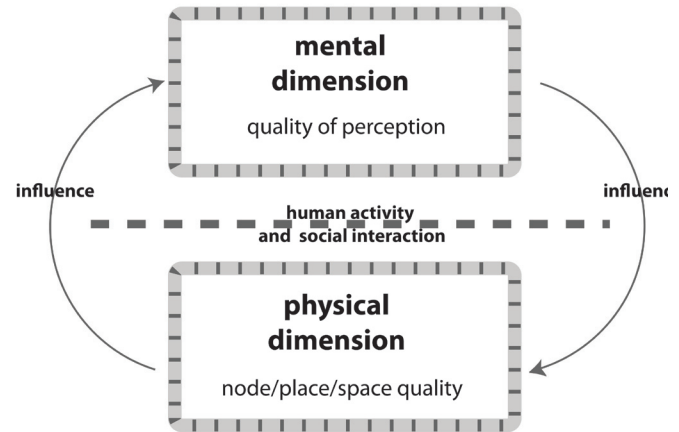 mental
dimension
quality of perception
influence
influenc
human activity
and social interaction
physical
dimension
node/place/space quality